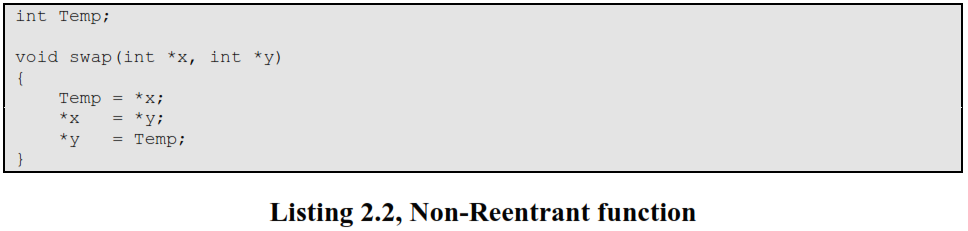 int Temp;
void swap(int *x, int *y)
{
    Temp = *x;
    *x   = *y;
    *y   = Temp;
}
Listing 2.2, Non-Reentrant function